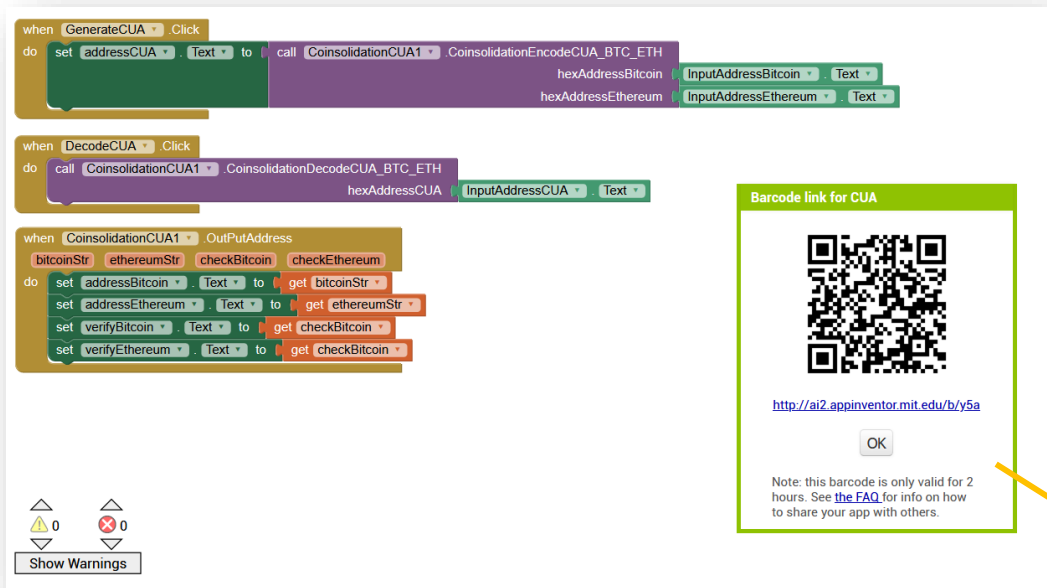 when GenerateCUA .Click
do set addressCUA . Text to call CoinsolidationCUA1 .CoinsolidationEncodeCUA_BTC_ETH
hexAddressBitcoin InputAddressBitcoin . Text
hexAddressEthereum InputAddressEthereum . Text
when DecodeCUA .Click
do call CoinsolidationCUA1 .CoinsolidationDecodeCUA_BTC_ETH
hexAddressCUA InputAddressCUA . Text
when CoinsolidationCUA1 .OutPutAddress
bitcoinStr ethereumStr checkBitcoin checkEthereum
do set addressBitcoin . Text to get bitcoinStr
set addressEthereum . Text to get ethereumStr
set verifyBitcoin . Text to get checkBitcoin
set verifyEthereum . Text to get checkBitcoin
Barcode link for CUA
http://ai2.appinventor.mit.edu/b/y5a
OK
Note: this barcode is only valid for 2
hours. See the FAQ for info on how
to share your app with others.
0 0
Show Warnings